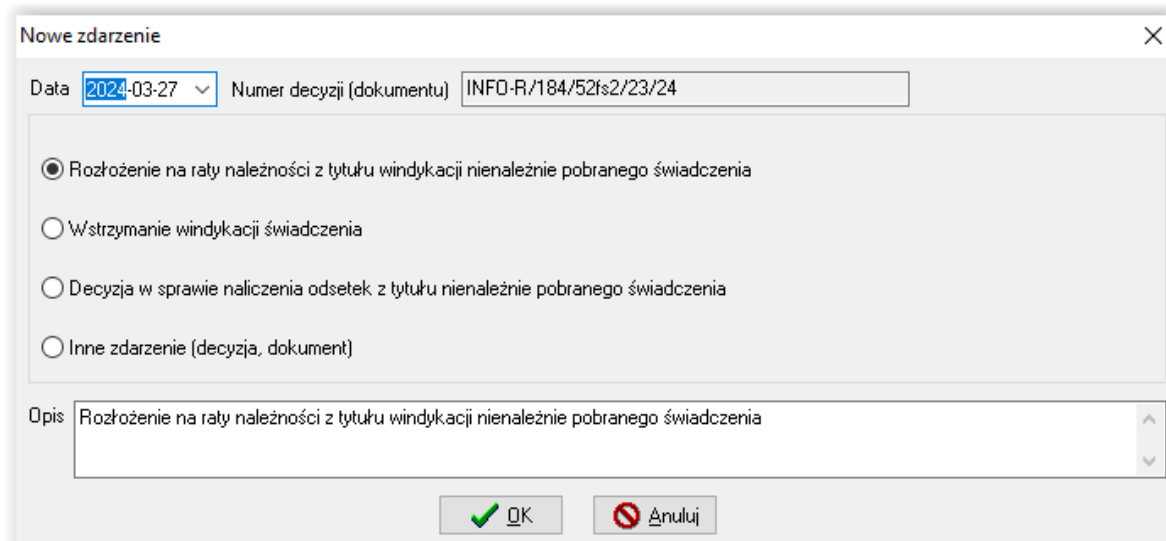 Nowe zdarzenie
Data 2024-03-27 Numer decyzji (dokumentu) INFO-R/184/52fs2/23/24
Rozłożenie na raty należności z tytułu windykacji nienależnie pobranego świadczenia
Wstrzymanie windykacji świadczenia
Decyzja w sprawie naliczenia odsetek z tytułu nienależnie pobranego świadczenia
Inne zdarzenie (decyzja, dokument)
Opis Rozłożenie na raty należności z tytułu windykacji nienależnie pobranego świadczenia
OK Anuluj